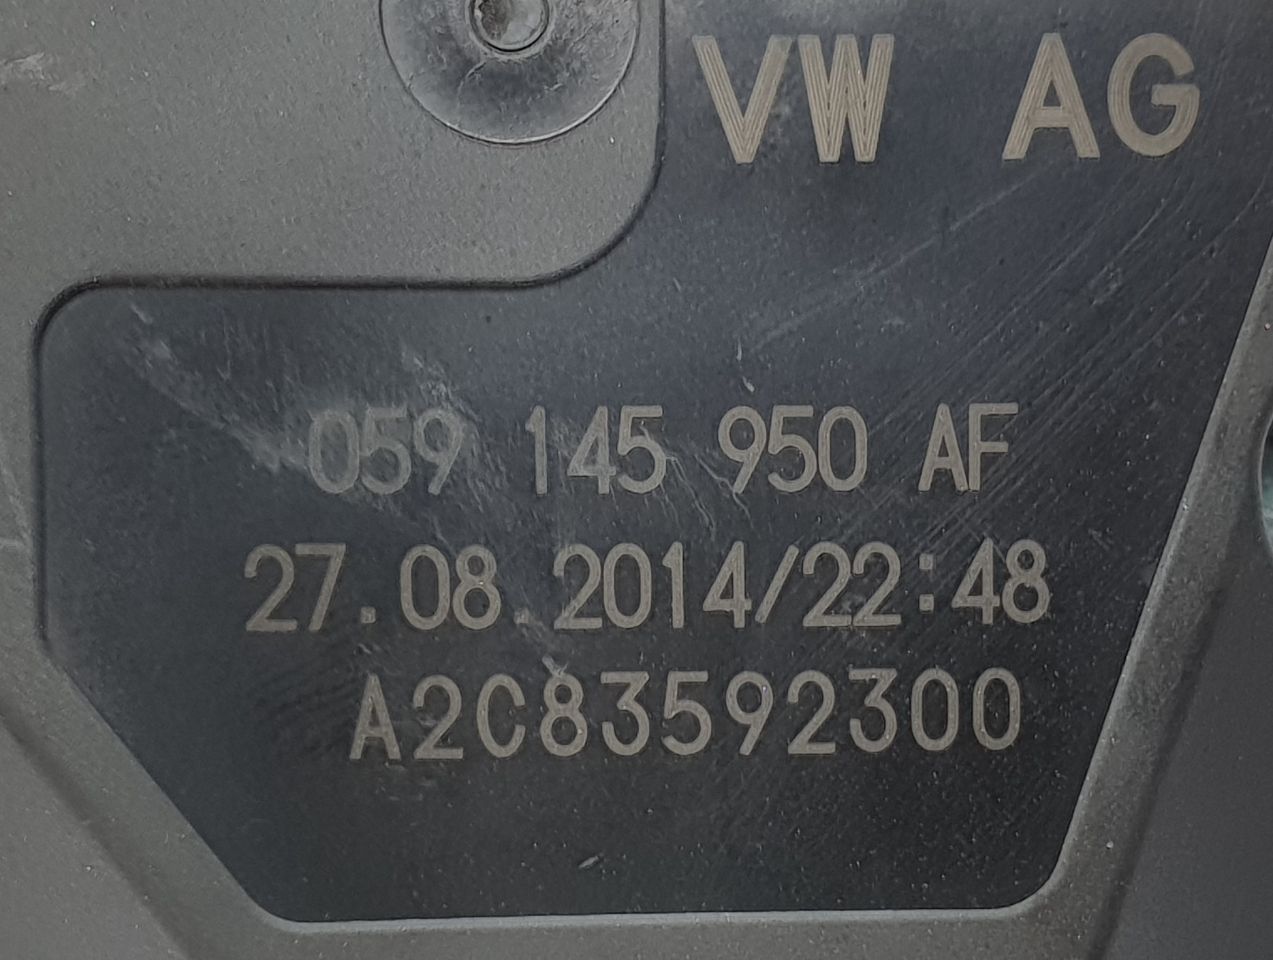 VW AG
059 145 950 AF
27.08.2014/22:48
A2C83592300